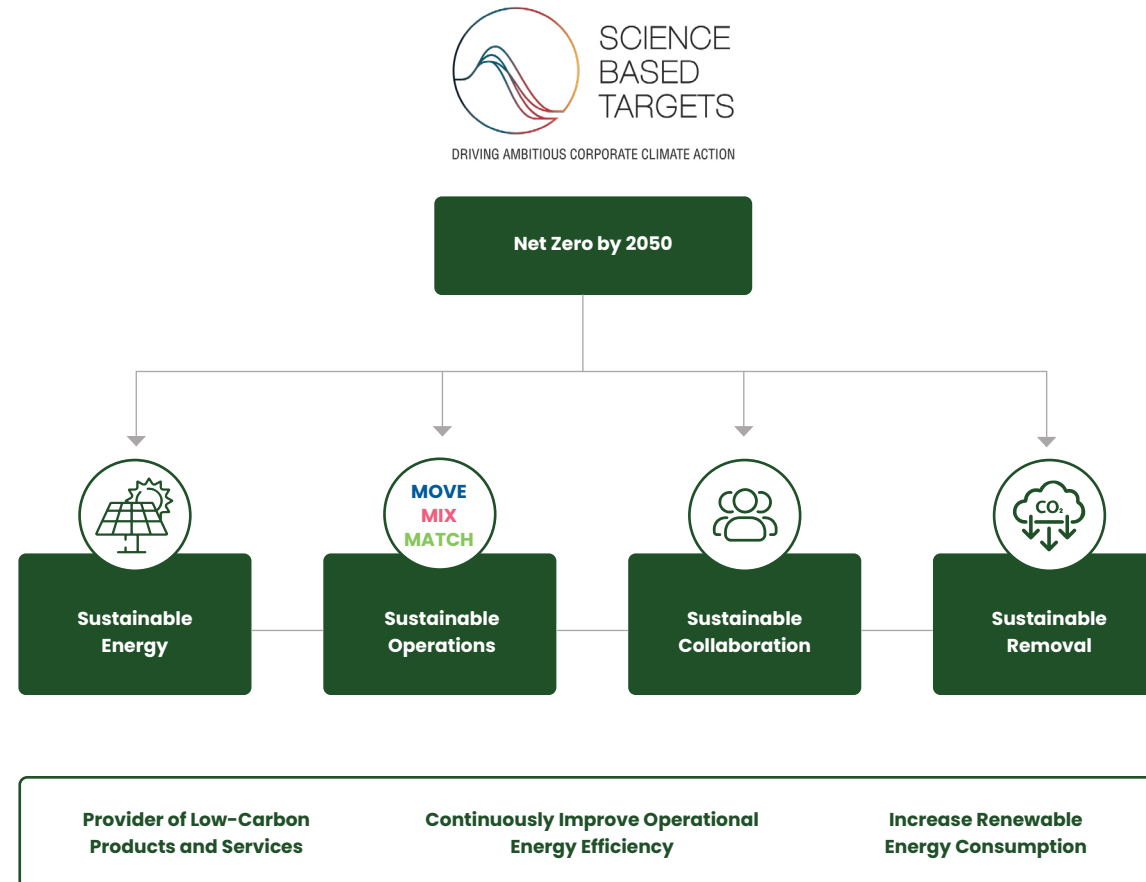 SCIENCE
BASED
TARGETS
DRIVING AMBITIOUS CORPORATE CLIMATE ACTION
Net Zero by 2050
MOVE
MIX
MATCH
CO₂
Sustainable
Energy
Sustainable
Operations
Sustainable
Collaboration
Sustainable
Removal
Provider of Low-Carbon
Products and Services
Continuously Improve Operational
Energy Efficiency
Increase Renewable
Energy Consumption